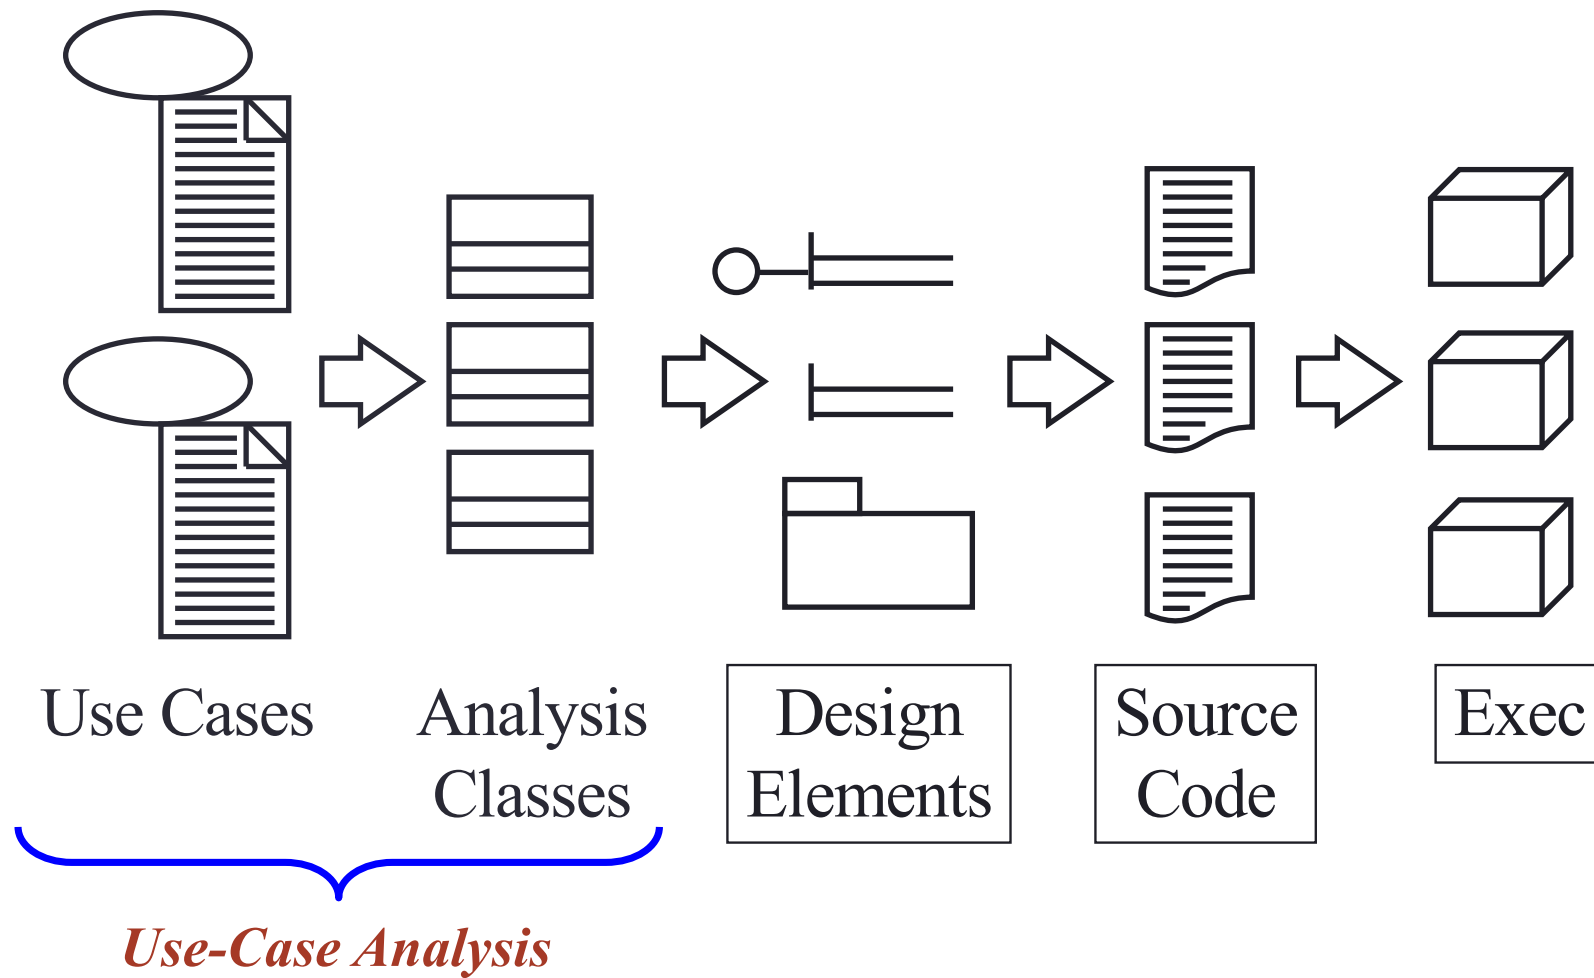 Use Cases
Analysis
Classes
Design
Elements
Source
Code
Exec
Use-Case Analysis